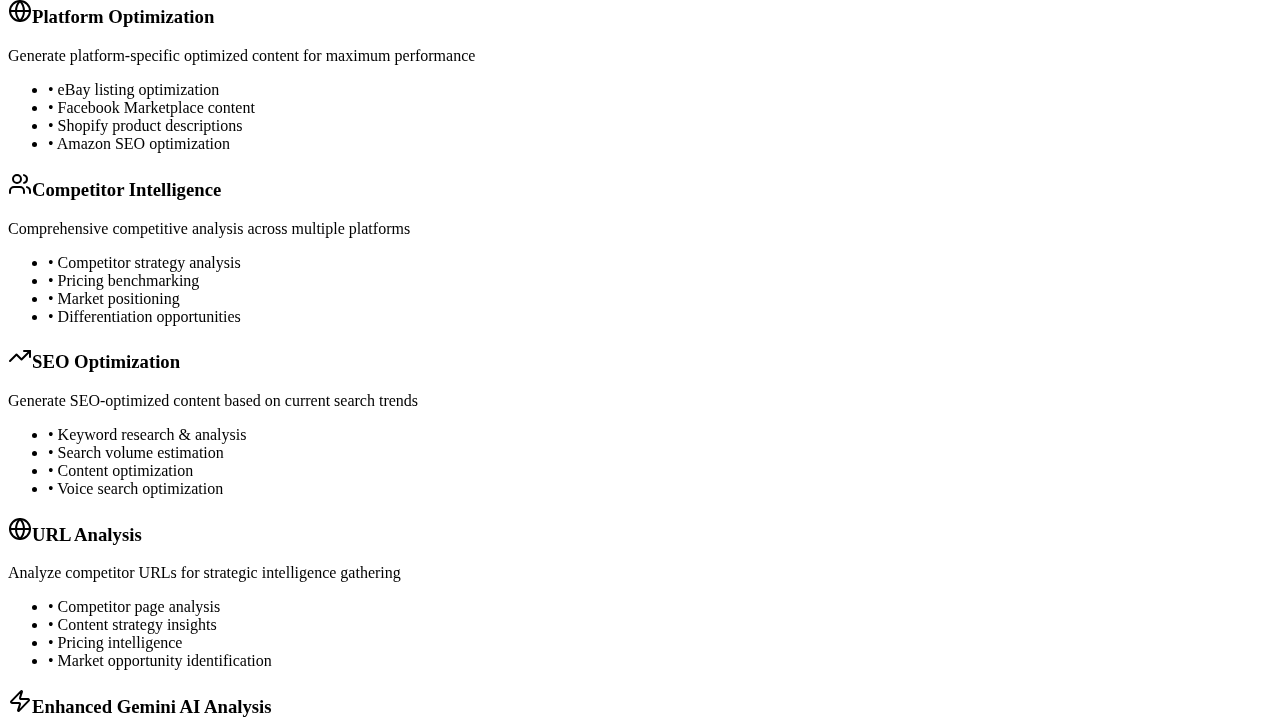 Platform Optimization
Generate platform-specific optimized content for maximum performance
• • eBay listing optimization
• • Facebook Marketplace content
• • Shopify product descriptions
• • Amazon SEO optimization
Competitor Intelligence
Comprehensive competitive analysis across multiple platforms
• • Competitor strategy analysis
• • Pricing benchmarking
• • Market positioning
• • Differentiation opportunities
SEO Optimization
Generate SEO-optimized content based on current search trends
• • Keyword research & analysis
• • Search volume estimation
• • Content optimization
• • Voice search optimization
URL Analysis
Analyze competitor URLs for strategic intelligence gathering
• • Competitor page analysis
• • Content strategy insights
• • Pricing intelligence
• • Market opportunity identification
Enhanced Gemini AI Analysis